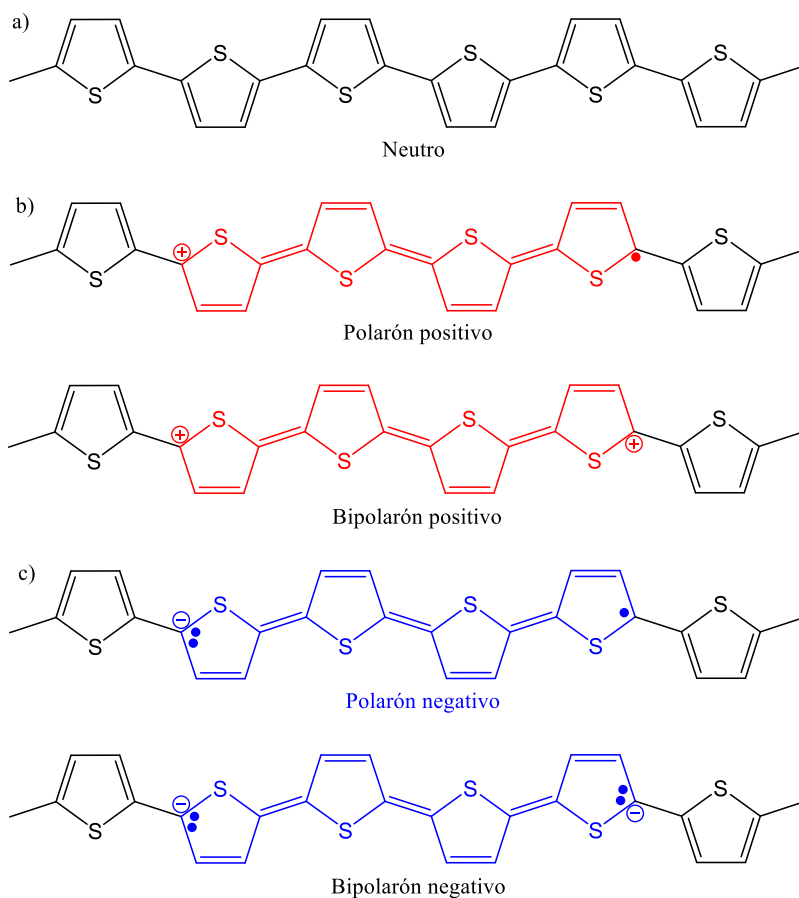 a)
S S S S S S
Neutro
b)
S S S S S S
Polarón positivo
S S S S S S
Bipolarón positivo
c)
S S S S S S
Polarón negativo
S S S S S S
Bipolarón negativo